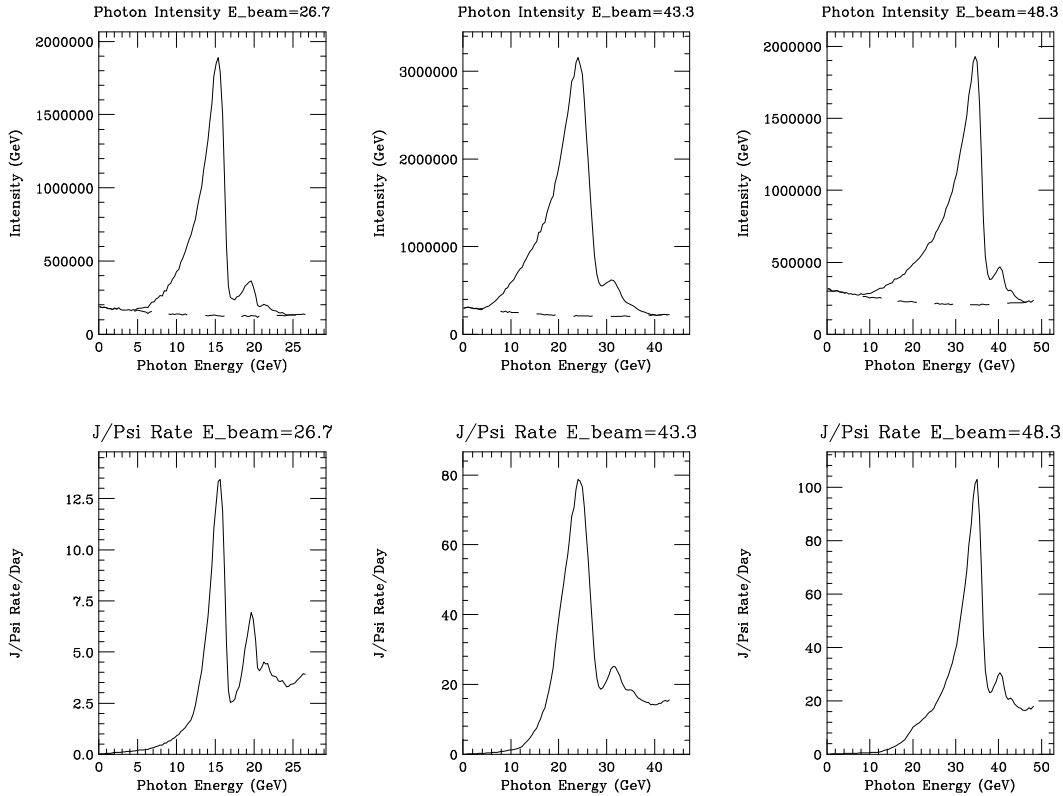 Photon Intensity E_beam=26.7
2000000
1500000
1000000
500000
0
Intensity (GeV)
0 5 10 15 20 25
Photon Energy (GeV)
Photon Intensity E_beam=43.3
3000000
2000000
1000000
0
Intensity (GeV)
0 10 20 30 40
Photon Energy (GeV)
Photon Intensity E_beam=48.3
2000000
1500000
1000000
500000
0
Intensity (GeV)
0 10 20 30 40 50
Photon Energy (GeV)
J/Psi Rate E_beam=26.7
12.5
10.0
7.5
5.0
2.5
0.0
J/Psi Rate/Day
0 5 10 15 20 25
Photon Energy (GeV)
J/Psi Rate E_beam=43.3
80
60
40
20
0
J/Psi Rate/Day
0 10 20 30 40
Photon Energy (GeV)
J/Psi Rate E_beam=48.3
100
80
60
40
20
0
J/Psi Rate/Day
0 10 20 30 40 50
Photon Energy (GeV)